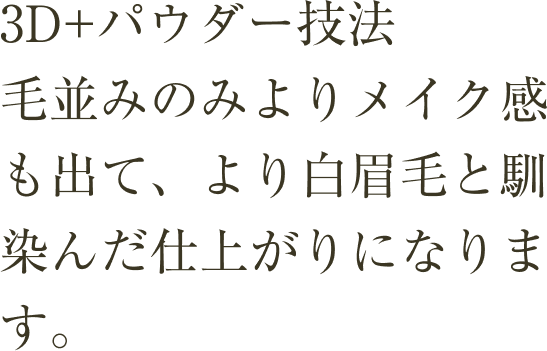 3D+パウダー技法
毛並みのみよりメイク感
も出て、より白眉毛と馴
染んだ仕上がりになりま
す。